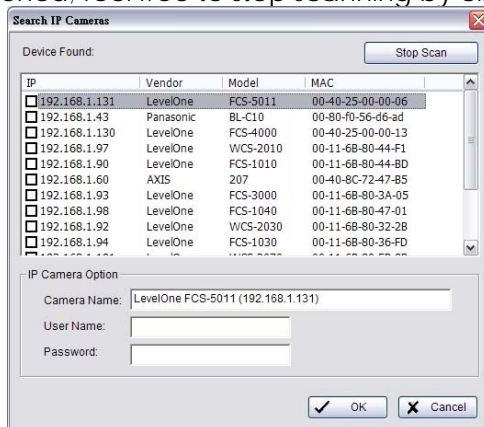 stop scanning by
Search IP Cameras
Device Found:
Stop Scan
IP Vendor Model MAC
192.168.1.131 LevelOne FCS-5011 00-40-25-00-00-06
192.168.1.43 Panasonic BL-C10 00-80-f0-56-d6-ad
192.168.1.130 LevelOne FCS-4000 00-40-25-00-00-13
192.168.1.97 LevelOne WCS-2010 00-11-6B-80-44-F1
192.168.1.90 LevelOne FCS-1010 00-11-6B-80-44-BD
192.168.1.60 AXIS 207 00-40-8C-72-47-B5
192.168.1.93 LevelOne FCS-3000 00-11-6B-80-3A-05
192.168.1.98 LevelOne FCS-1040 00-11-6B-80-47-01
192.168.1.92 LevelOne WCS-2030 00-11-6B-80-32-2B
192.168.1.94 LevelOne FCS-1030 00-11-6B-80-36-FD
IP Camera Option
Camera Name: LevelOne FCS-5011 (192.168.1.131)
User Name:
Password:
OK Cancel